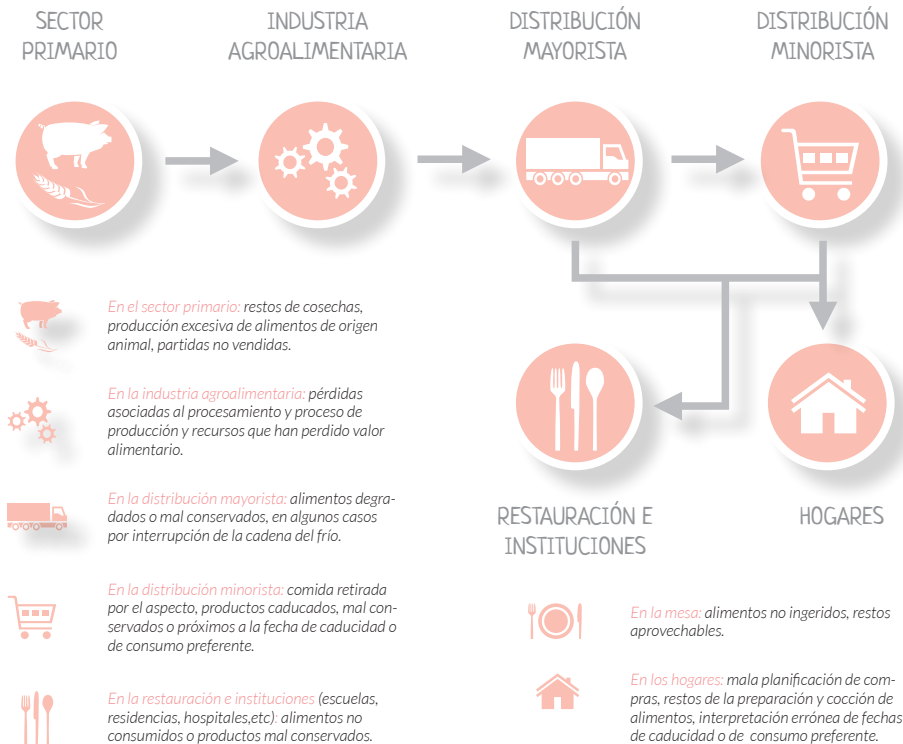 SECTOR
PRIMARIO
INDUSTRIA
AGROALIMENTARIA
DISTRIBUCIÓN
MAYORISTA
DISTRIBUCIÓN
MINORISTA
En el sector primario: restos de cosechas,
producción excesiva de alimentos de origen
animal, partidas no vendidas.
En la industria agroalimentaria: pérdidas
asociadas al procesamiento y proceso de
producción y recursos que han perdido valor
alimentario.
En la distribución mayorista: alimentos degra-
dados o mal conservados, en algunos casos
por interrupción de la cadena del frío.
En la distribución minorista: comida retirada
por el aspecto, productos caducados, mal con-
servados o próximos a la fecha de caducidad o
de consumo preferente.
En la restauración e instituciones (escuelas,
residencias, hospitales,etc): alimentos no
consumidos o productos mal conservados.
RESTAURACIÓN E
INSTITUCIONES
HOGARES
En la mesa: alimentos no ingeridos, restos
aprovechables.
En los hogares: mala planificación de com-
pras, restos de la preparación y cocción de
alimentos, interpretación errónea de fechas
de caducidad o de consumo preferente.